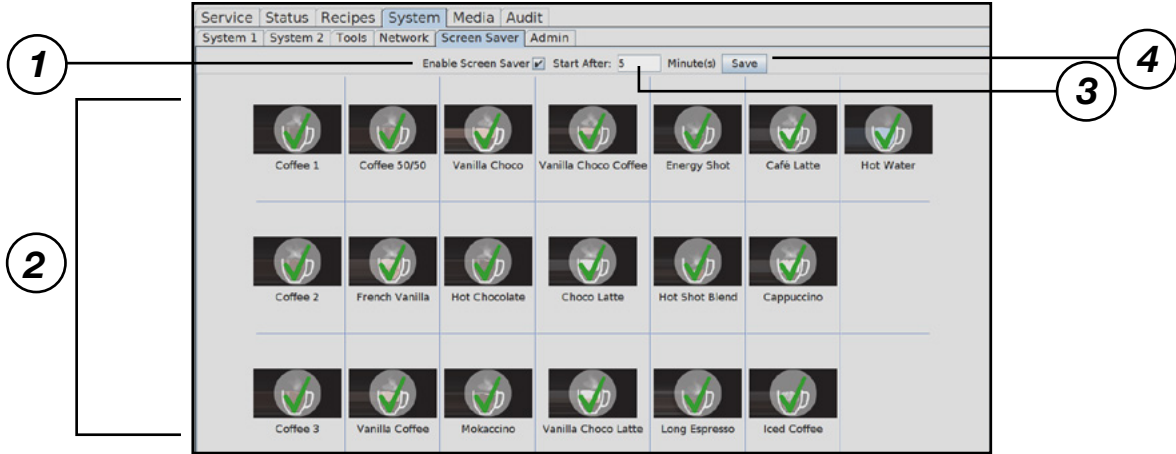 Service Status Recipes System Media Audit
System 1 System 2 Tools Network Screen Saver Admin
1 Enable Screen Saver Start After: 5 Minute(s) Save 4
3
Coffee 1 Coffee 50/50 Vanilla Choco Vanilla Choco Coffee Energy Shot Café Latte Hot Water
2
Coffee 2 French Vanilla Hot Chocolate Choco Latte Hot Shot Blend Cappuccino
Coffee 3 Vanilla Coffee Mokaccino Vanilla Choco Latte Long Espresso Iced Coffee